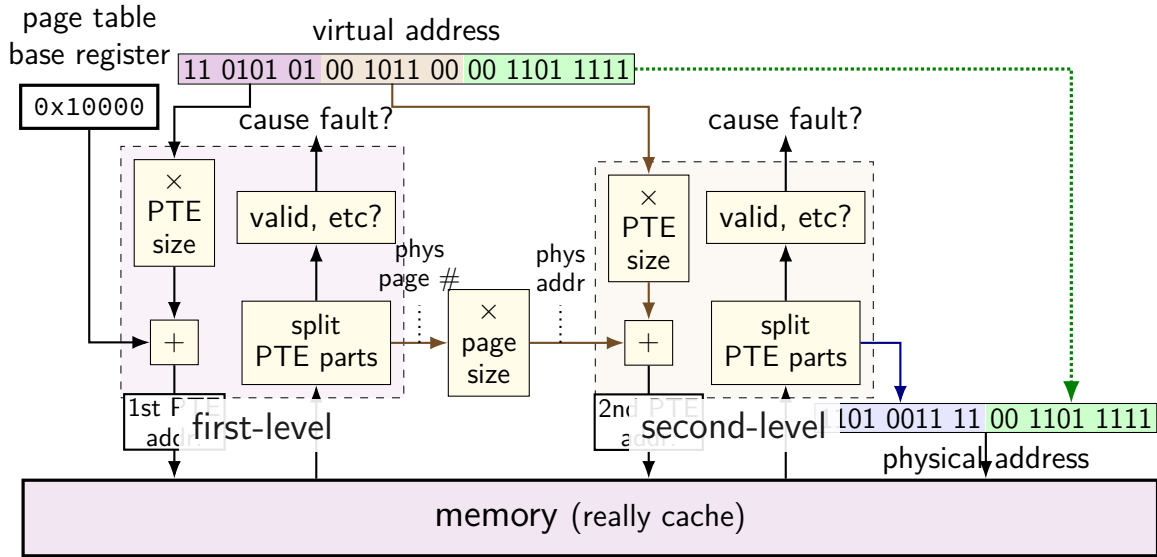 page table
base register
virtual address
11 0101 01 00 1011 00 00 1101 1111
0x10000
cause fault?
cause fault?
×
PTE
size
valid, etc?
×
PTE
size
valid, etc?
phys
page #
phys
addr
+
split
PTE parts
×
page
size
+
split
PTE parts
1st PTE
addr.
first-level
2nd PTE
addr.
second-level
1101 0011 11 00 1101 1111
physical address
memory (really cache)